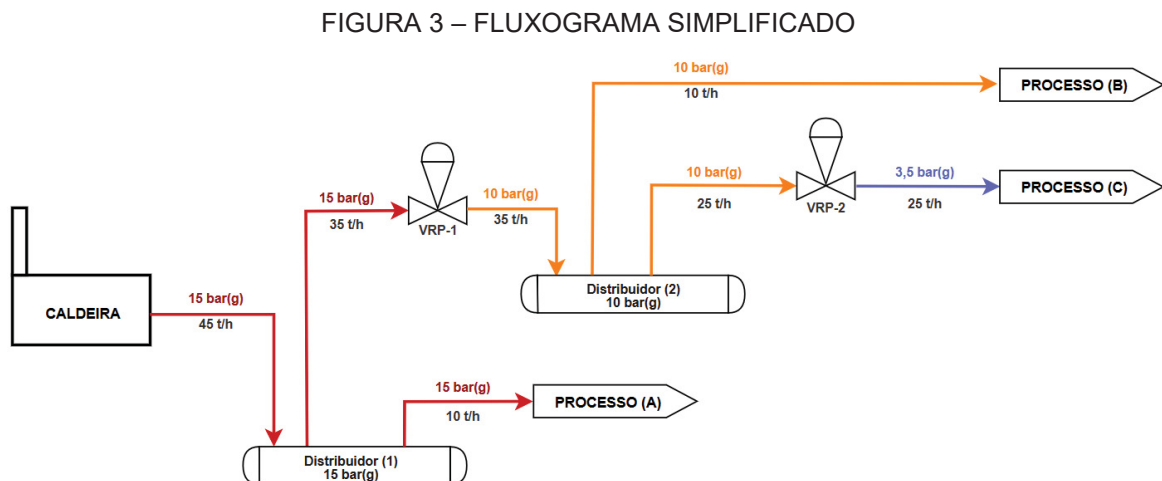 FIGURA 3 – FLUXOGRAMA SIMPLIFICADO
10 bar(g)
10 t/h
PROCESSO (B)
15 bar(g)
35 t/h
VRP-1
10 bar(g)
35 t/h
10 bar(g)
25 t/h
VRP-2
3,5 bar(g)
25 t/h
PROCESSO (C)
CALDEIRA
15 bar(g)
45 t/h
Distribuidor (2)
10 bar(g)
15 bar(g)
10 t/h
PROCESSO (A)
Distribuidor (1)
15 bar(g)